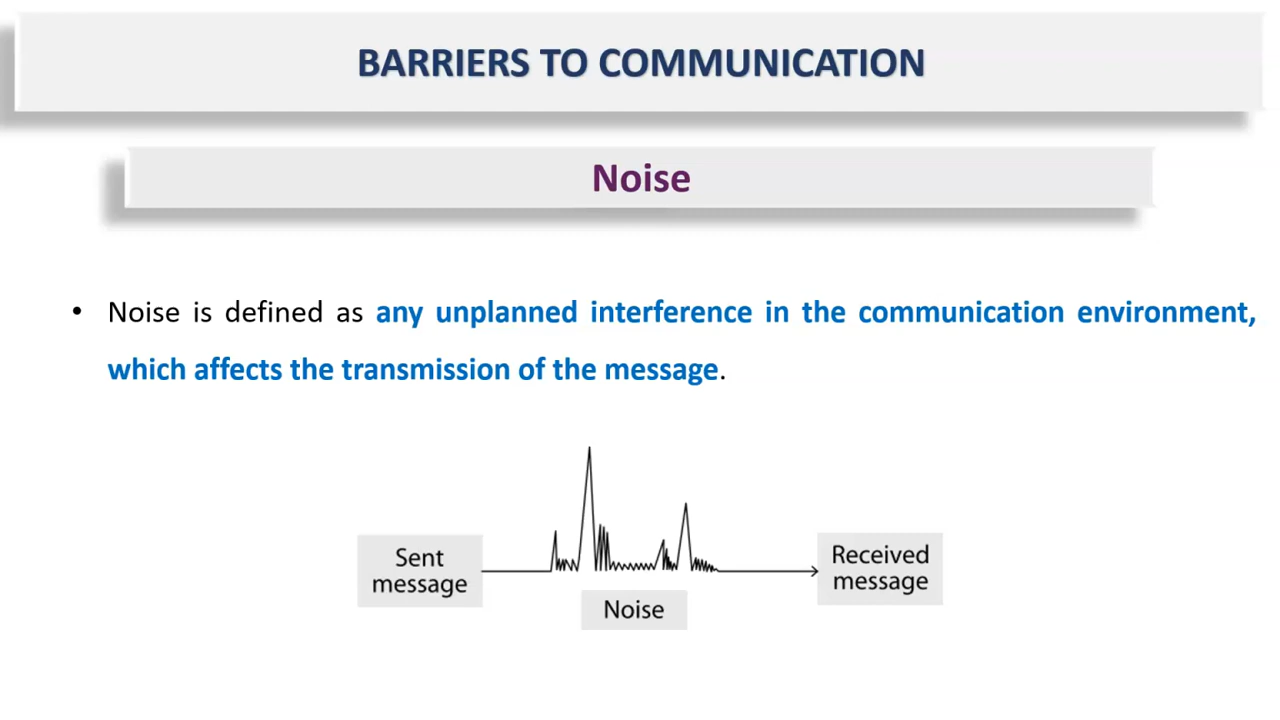 BARRIERS TO COMMUNICATION
Noise
• Noise is defined as any unplanned interference in the communication environment,
which affects the transmission of the message.
Sent
message
Noise
Received
message